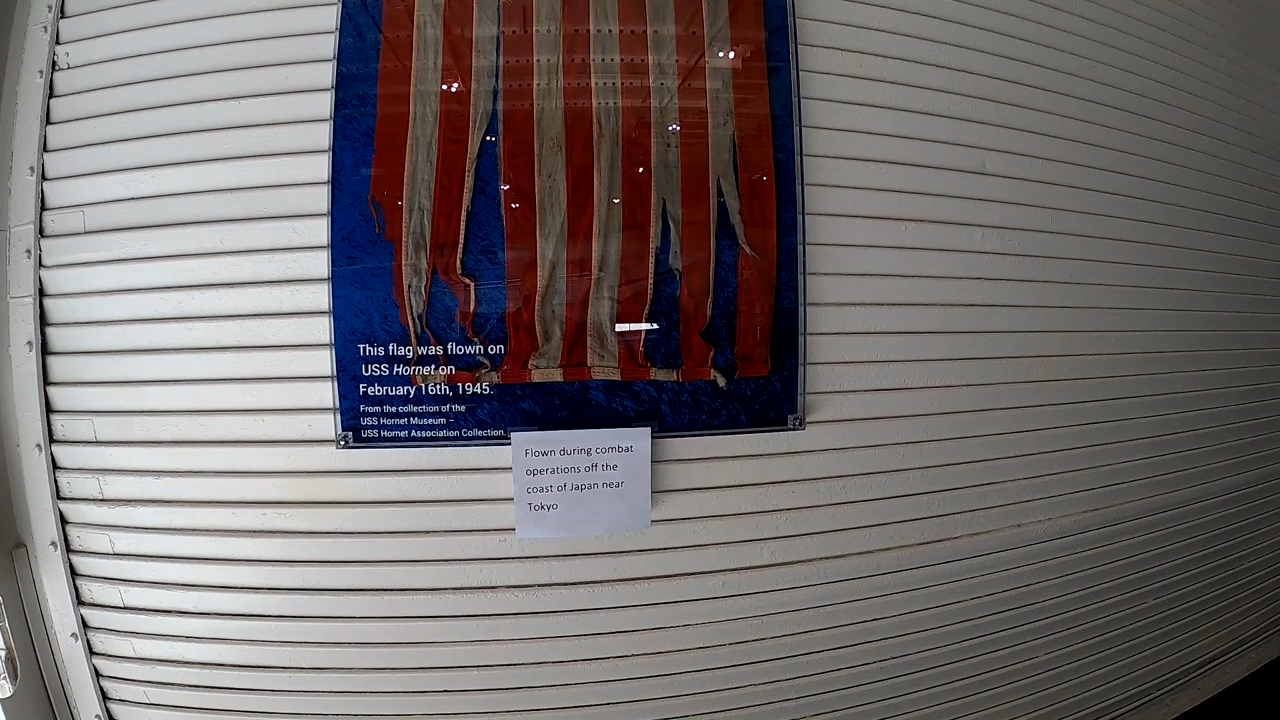 This flag was flown on
USS Hornet on
February 16th, 1945.
From the collection of the
USS Hornet Museum –
USS Hornet Association Collection.
Flown during combat
operations off the
coast of Japan near
Tokyo